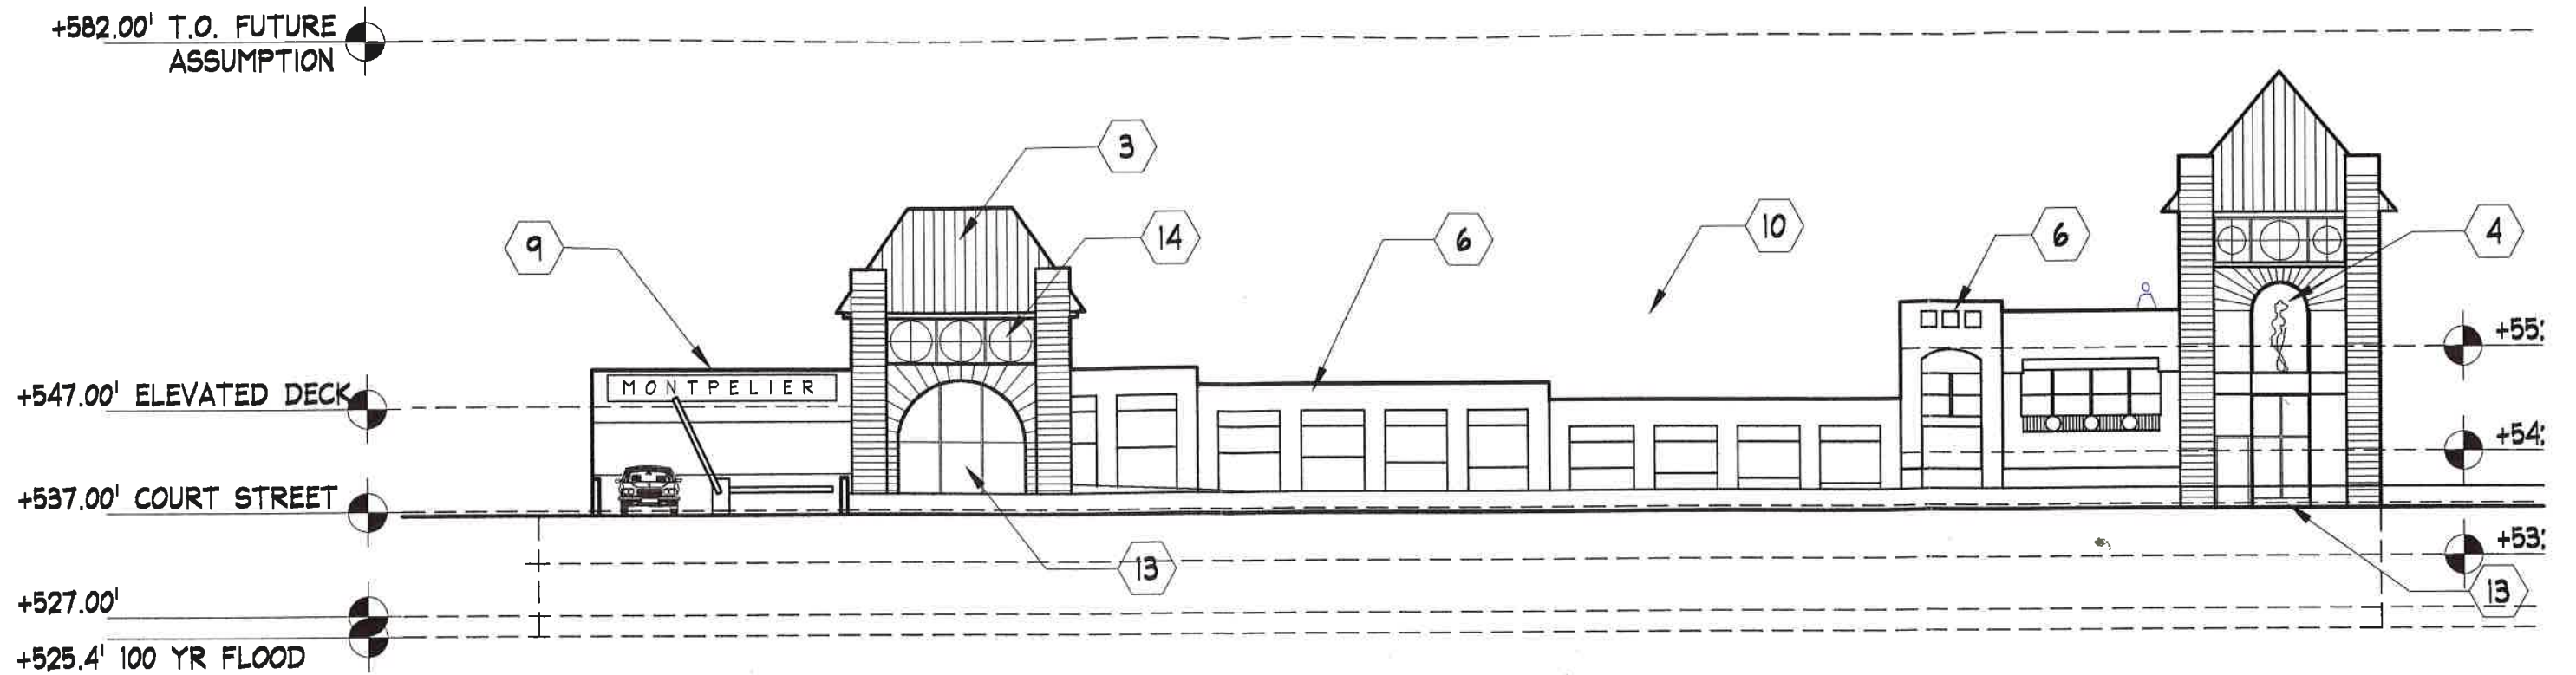 +582.00' T.O. FUTURE
ASSUMPTION
3
9
14
6
10
6
4
MONTPELIER
+547.00' ELEVATED DECK
+537.00' COURT STREET
+527.00'
+525.4' 100 YR FLOOD
13
13